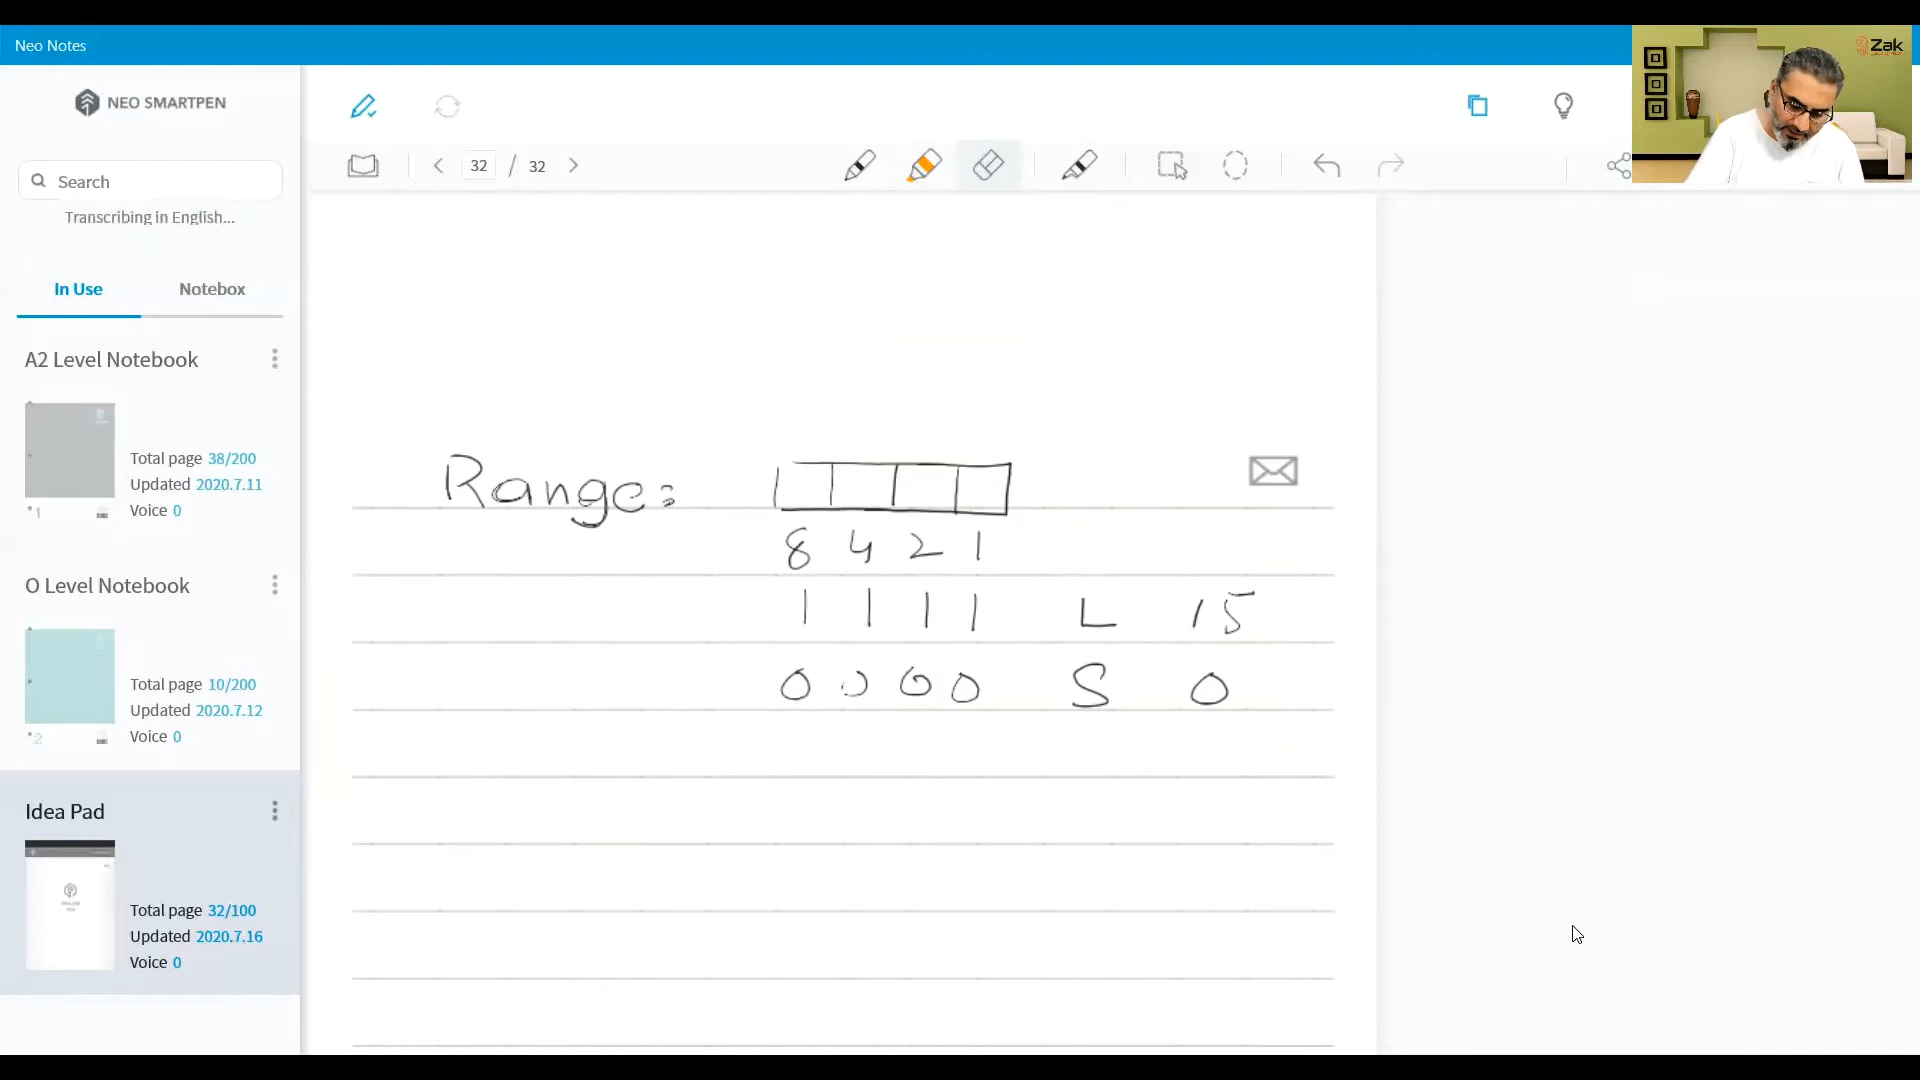 Neo Notes
Zak
NEO SMARTPEN
32 / 32
Search
Transcribing in English...
In Use Notebox
A2 Level Notebook
Total page 38/200
Updated 2020.7.11
Voice 0
1
O Level Notebook
Total page 10/200
Updated 2020.7.12
Voice 0
2
Idea Pad
Total page 32/100
Updated 2020.7.16
Voice 0
Range:
8 4 2 1
1 1 1 1 L 15
0 0 0 0 S 0